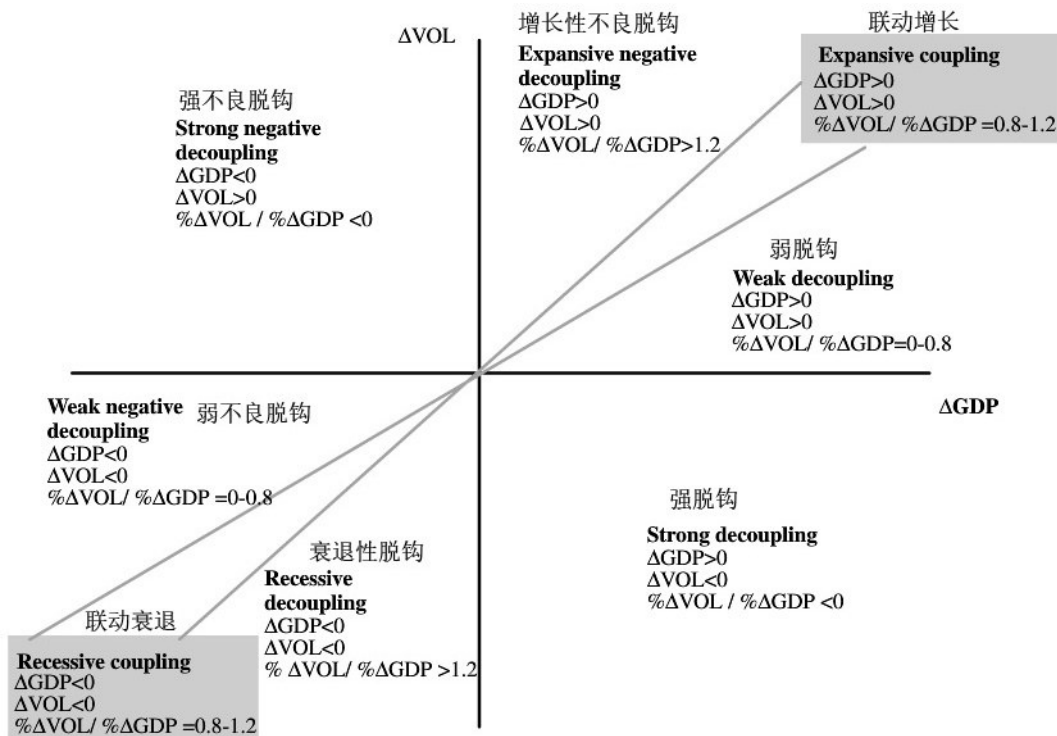 ΔVOL
增长性不良脱钩
Expansive negative
decoupling
ΔGDP>0
ΔVOL>0
%ΔVOL/ %ΔGDP>1.2
联动增长
Expansive coupling
ΔGDP>0
ΔVOL>0
%ΔVOL/ %ΔGDP =0.8-1.2
强不良脱钩
Strong negative
decoupling
ΔGDP<0
ΔVOL>0
%ΔVOL / %ΔGDP <0
弱脱钩
Weak decoupling
ΔGDP>0
ΔVOL>0
%ΔVOL/ %ΔGDP=0-0.8
ΔGDP
Weak negative
decoupling
弱不良脱钩
ΔGDP<0
ΔVOL<0
%ΔVOL/ %ΔGDP =0-0.8
强脱钩
Strong decoupling
ΔGDP>0
ΔVOL<0
%ΔVOL / %ΔGDP <0
衰退性脱钩
Recessive
decoupling
ΔGDP<0
ΔVOL<0
% ΔVOL/ %ΔGDP >1.2
联动衰退
Recessive coupling
ΔGDP<0
ΔVOL<0
%ΔVOL/ %ΔGDP =0.8-1.2